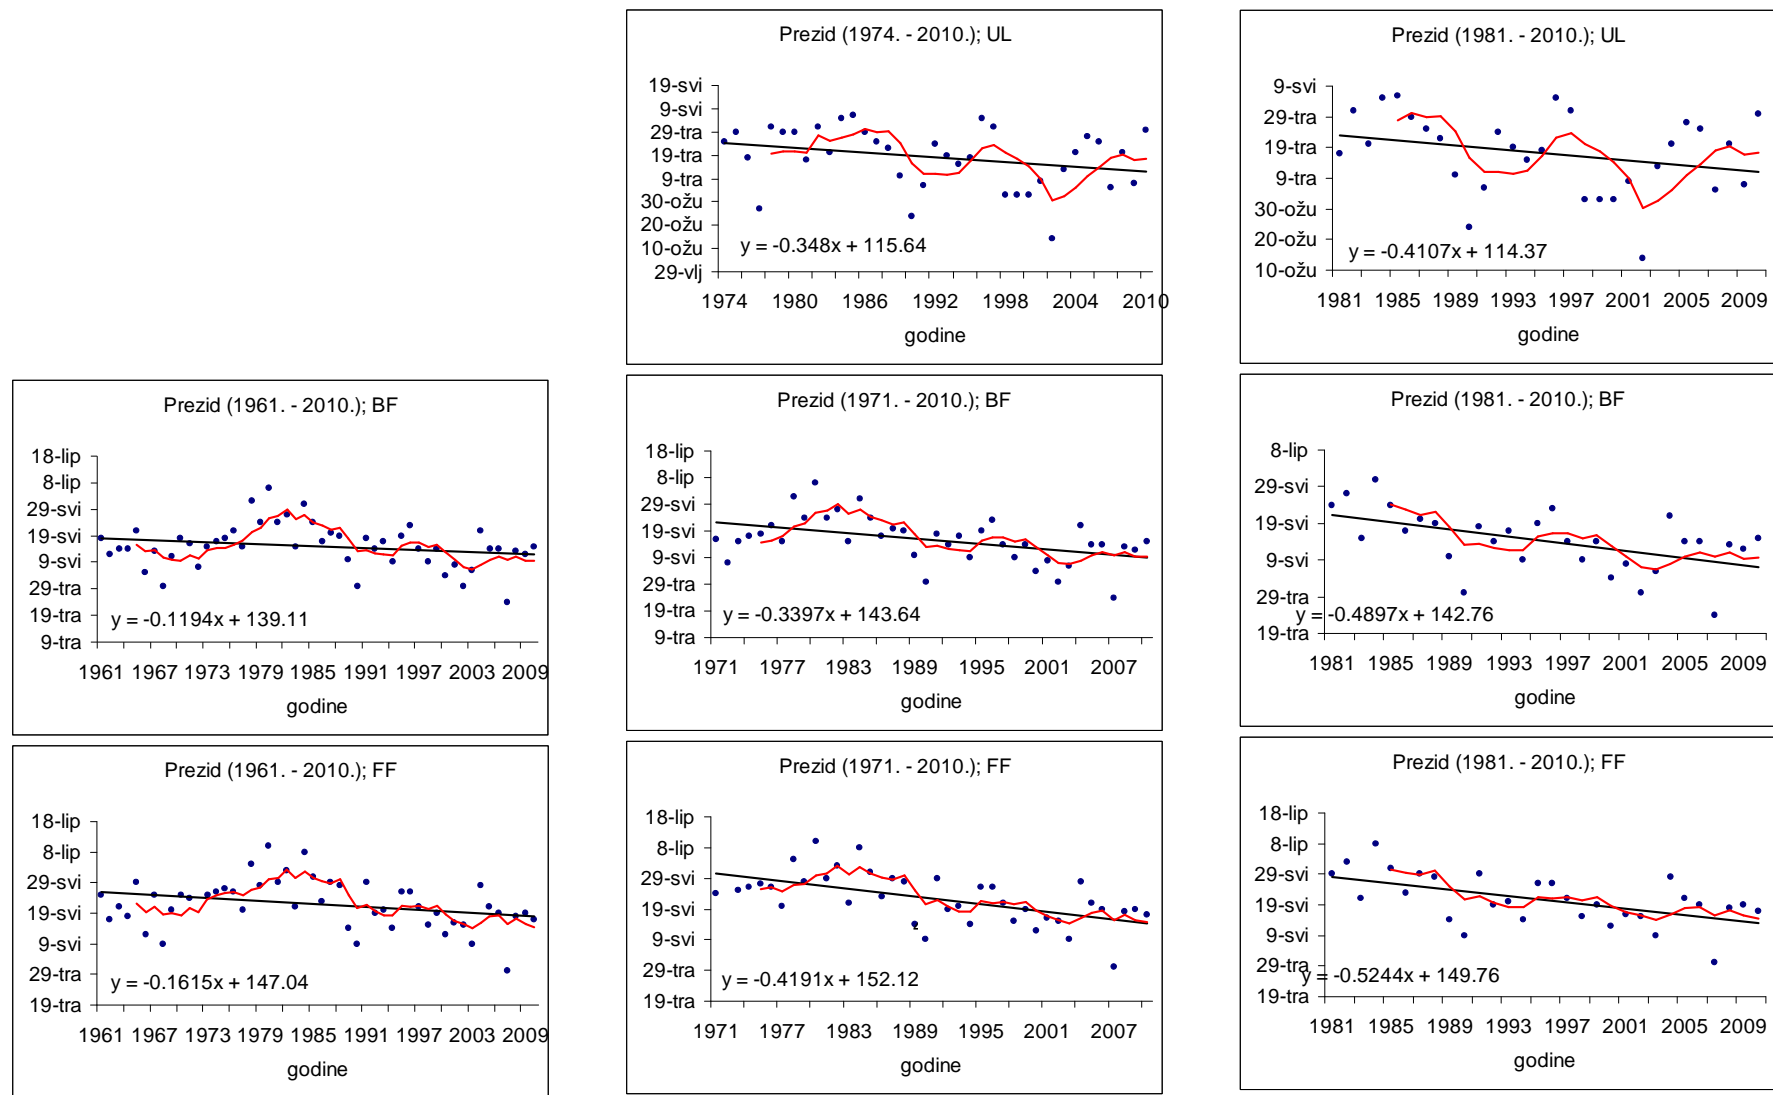 Prezid (1974. - 2010.); UL
19-svi
9-svi
29-tra
19-tra
9-tra
30-ožu
20-ožu
10-ožu
29-vlj
y = -0.348x + 115.64
1974 1980 1986 1992 1998 2004 2010
godine
Prezid (1981. - 2010.); UL
9-svi
29-tra
19-tra
9-tra
30-ožu
20-ožu
10-ožu
y = -0.4107x + 114.37
1981 1985 1989 1993 1997 2001 2005 2009
godine
Prezid (1961. - 2010.); BF
18-lip
8-lip
29-svi
19-svi
9-svi
29-tra
19-tra
9-tra
y = -0.1194x + 139.11
1961 1967 1973 1979 1985 1991 1997 2003 2009
godine
Prezid (1971. - 2010.); BF
18-lip
8-lip
29-svi
19-svi
9-svi
29-tra
19-tra
9-tra
y = -0.3397x + 143.64
1971 1977 1983 1989 1995 2001 2007
godine
Prezid (1981. - 2010.); BF
8-lip
29-svi
19-svi
9-svi
29-tra
19-tra
y = -0.4897x + 142.76
1981 1985 1989 1993 1997 2001 2005 2009
godine
Prezid (1961. - 2010.); FF
18-lip
8-lip
29-svi
19-svi
9-svi
29-tra
19-tra
y = -0.1615x + 147.04
1961 1967 1973 1979 1985 1991 1997 2003 2009
godine
Prezid (1971. - 2010.); FF
18-lip
8-lip
29-svi
19-svi
9-svi
29-tra
19-tra
y = -0.4191x + 152.12
1971 1977 1983 1989 1995 2001 2007
godine
Prezid (1981. - 2010.); FF
18-lip
8-lip
29-svi
19-svi
9-svi
29-tra
19-tra
y = -0.5244x + 149.76
1981 1985 1989 1993 1997 2001 2005 2009
godine